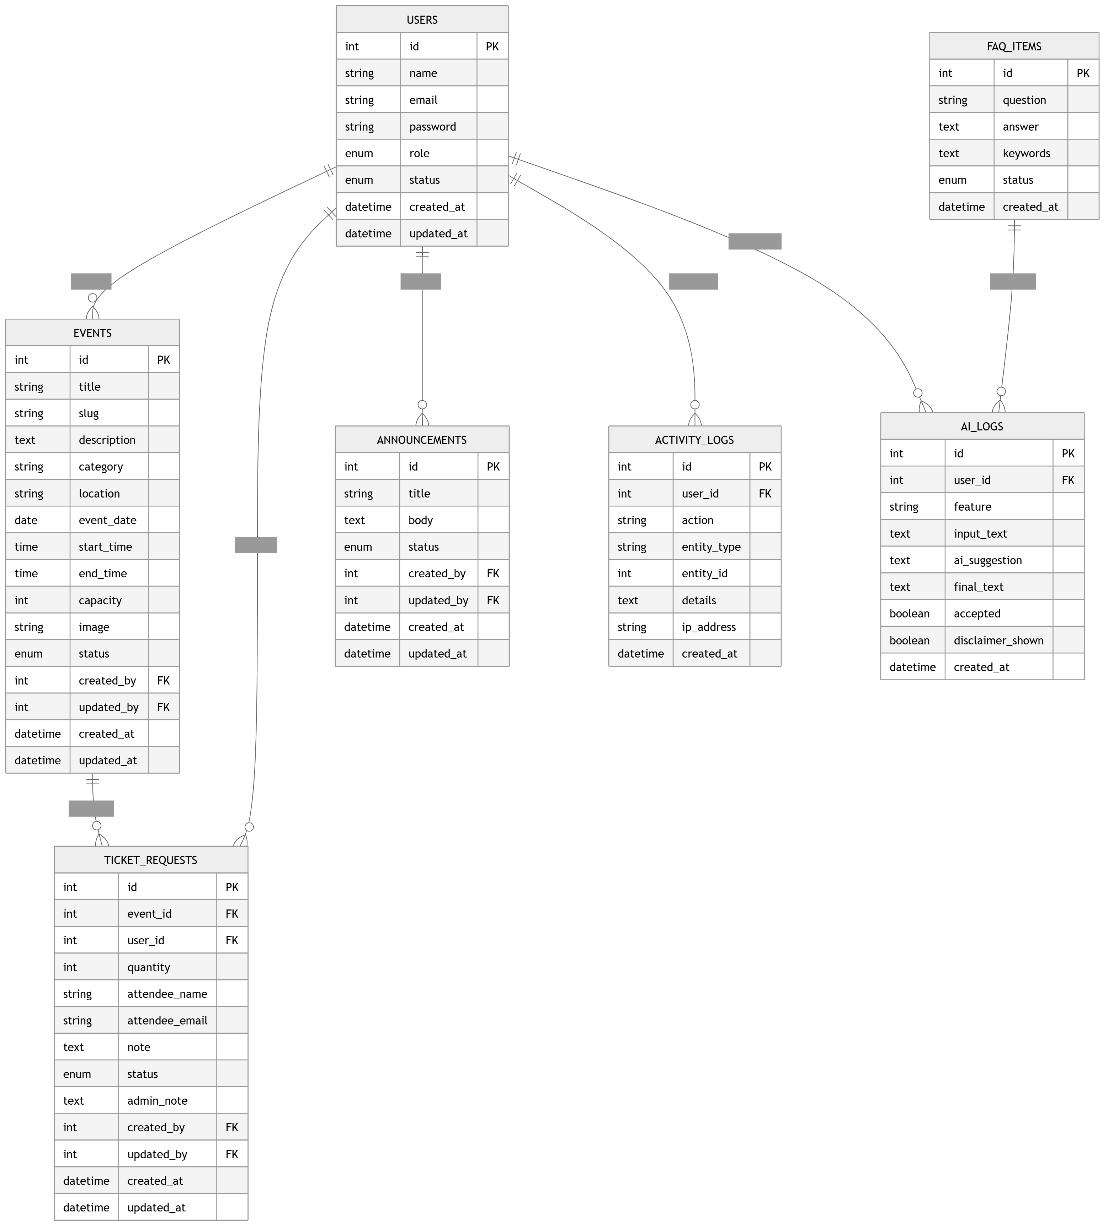 USERS
int id PK
string name
string email
string password
enum role
enum status
datetime created_at
datetime updated_at
FAQ_ITEMS
int id PK
string question
text answer
text keywords
enum status
datetime created_at
EVENTS
int id PK
string title
string slug
text description
string category
string location
date event_date
time start_time
time end_time
int capacity
string image
enum status
int created_by FK
int updated_by FK
datetime created_at
datetime updated_at
ANNOUNCEMENTS
int id PK
string title
text body
enum status
int created_by FK
int updated_by FK
datetime created_at
datetime updated_at
ACTIVITY_LOGS
int id PK
int user_id FK
string action
string entity_type
int entity_id
text details
string ip_address
datetime created_at
AI_LOGS
int id PK
int user_id FK
string feature
text input_text
text ai_suggestion
text final_text
boolean accepted
boolean disclaimer_shown
datetime created_at
TICKET_REQUESTS
int id PK
int event_id FK
int user_id FK
int quantity
string attendee_name
string attendee_email
text note
enum status
text admin_note
int created_by FK
int updated_by FK
datetime created_at
datetime updated_at